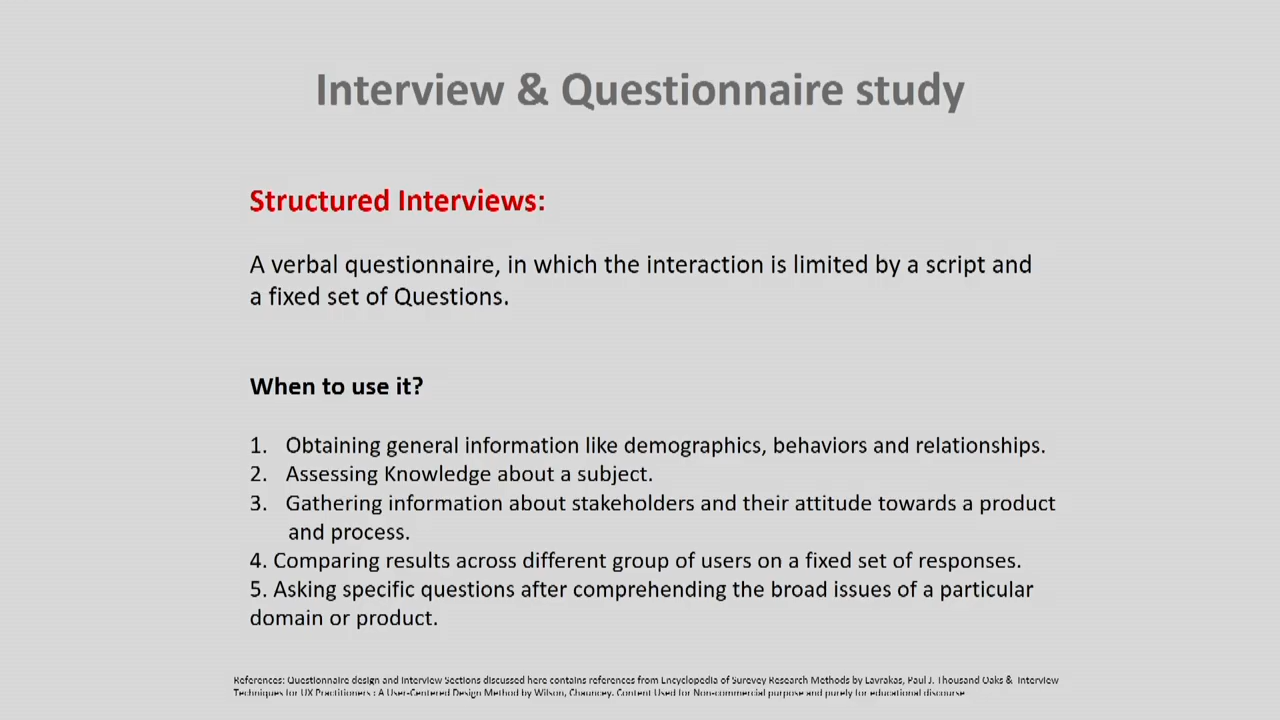 Interview & Questionnaire study
Structured Interviews:
A verbal questionnaire, in which the interaction is limited by a script and
a fixed set of Questions.
When to use it?
1. Obtaining general information like demographics, behaviors and relationships.
2. Assessing Knowledge about a subject.
3. Gathering information about stakeholders and their attitude towards a product
and process.
4. Comparing results across different group of users on a fixed set of responses.
5. Asking specific questions after comprehending the broad issues of a particular
domain or product.
References: Questionnaire design and Interview Sections discussed here contains references from Encyclopedia of Surevey Research Methods by Lavrakas, Paul J. Thousand Oaks & Interview
Techniques for UX Practitioners : A User-Centered Design Method by Wilson, Chauncey. Content Used for Non-commercial purpose and purely for educational discourse